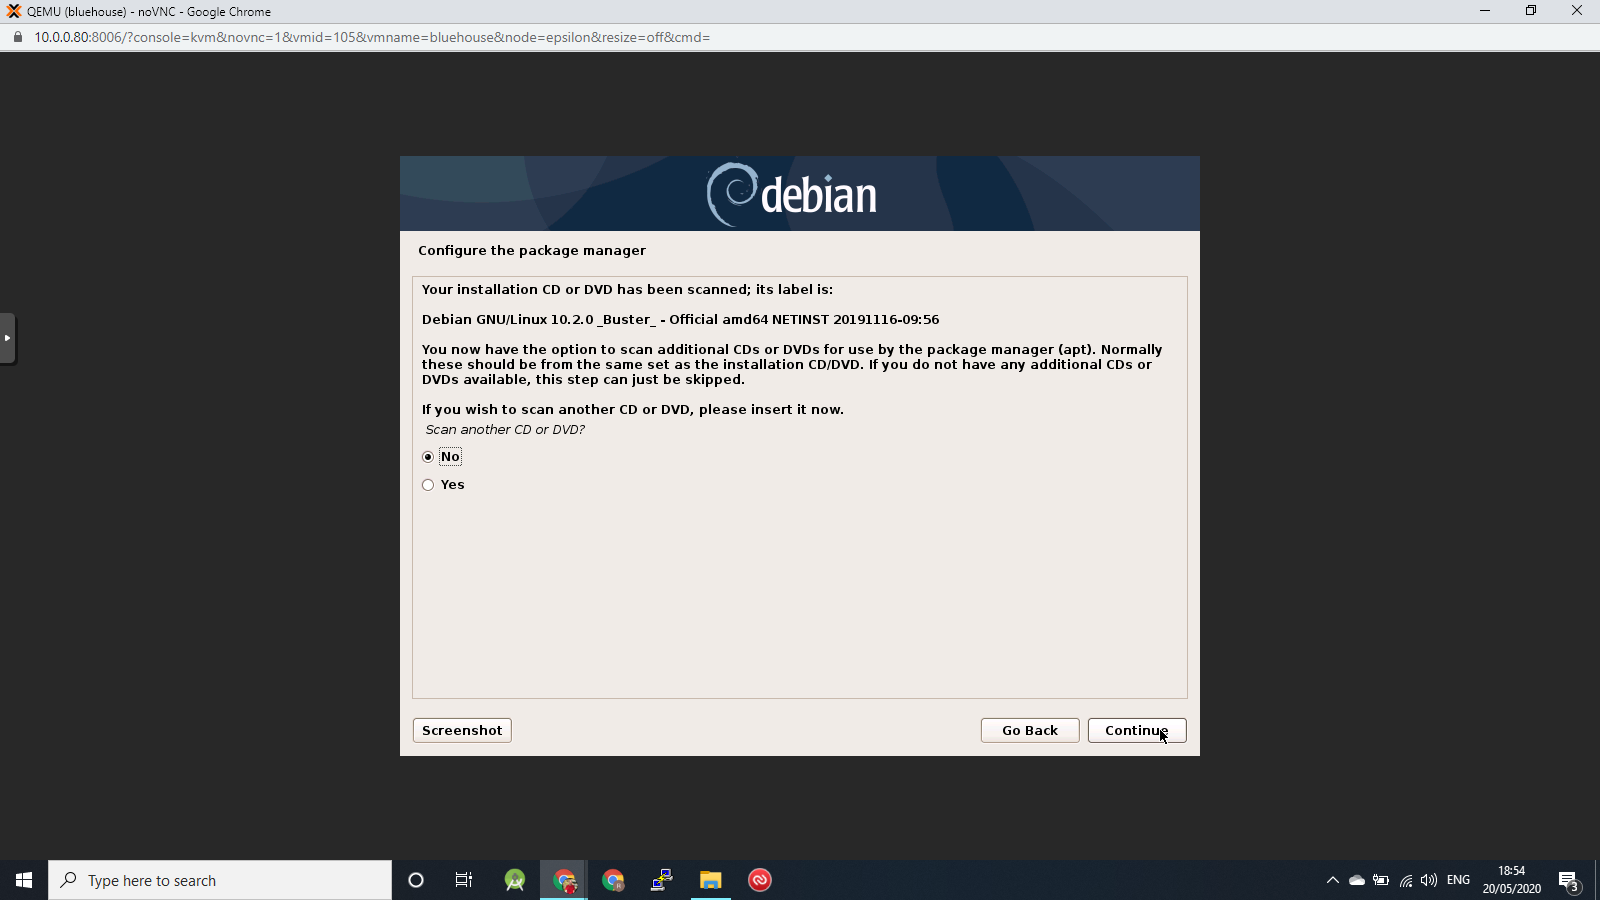 QEMU (bluehouse) - noVNC - Google Chrome
10.0.0.80:8006/?console=kvm&novnc=1&vmid=105&vmname=bluehouse&node=epsilon&resize=off&cmd=
debian
Configure the package manager
Your installation CD or DVD has been scanned; its label is:
Debian GNU/Linux 10.2.0 _Buster_ - Official amd64 NETINST 20191116-09:56
You now have the option to scan additional CDs or DVDs for use by the package manager (apt). Normally
these should be from the same set as the installation CD/DVD. If you do not have any additional CDs or
DVDs available, this step can just be skipped.
If you wish to scan another CD or DVD, please insert it now.
Scan another CD or DVD?
No
Yes
Screenshot
Go Back
Continue
Type here to search
ENG
18:54
20/05/2020
3